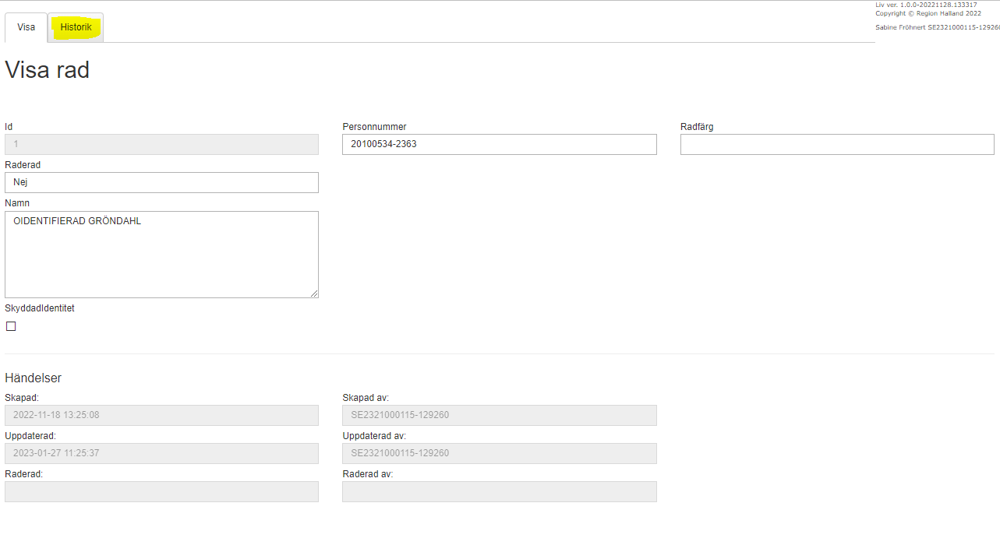 Liv ver. 1.0.0-20221128.133317
Copyright © Region Halland 2022
Sabine Fröhnert SE2321000115-129260
Visa
Historik
Visa rad
Id
1
Personnummer
20100534-2363
Radfärg
Raderad
Nej
Namn
OIDENTIFIERAD GRÖNDAHL
SkyddadIdentitet
Händelser
Skapad:
2022-11-18 13:25:08
Skapad av:
SE2321000115-129260
Uppdaterad:
2023-01-27 11:25:37
Uppdaterad av:
SE2321000115-129260
Raderad:
Raderad av: